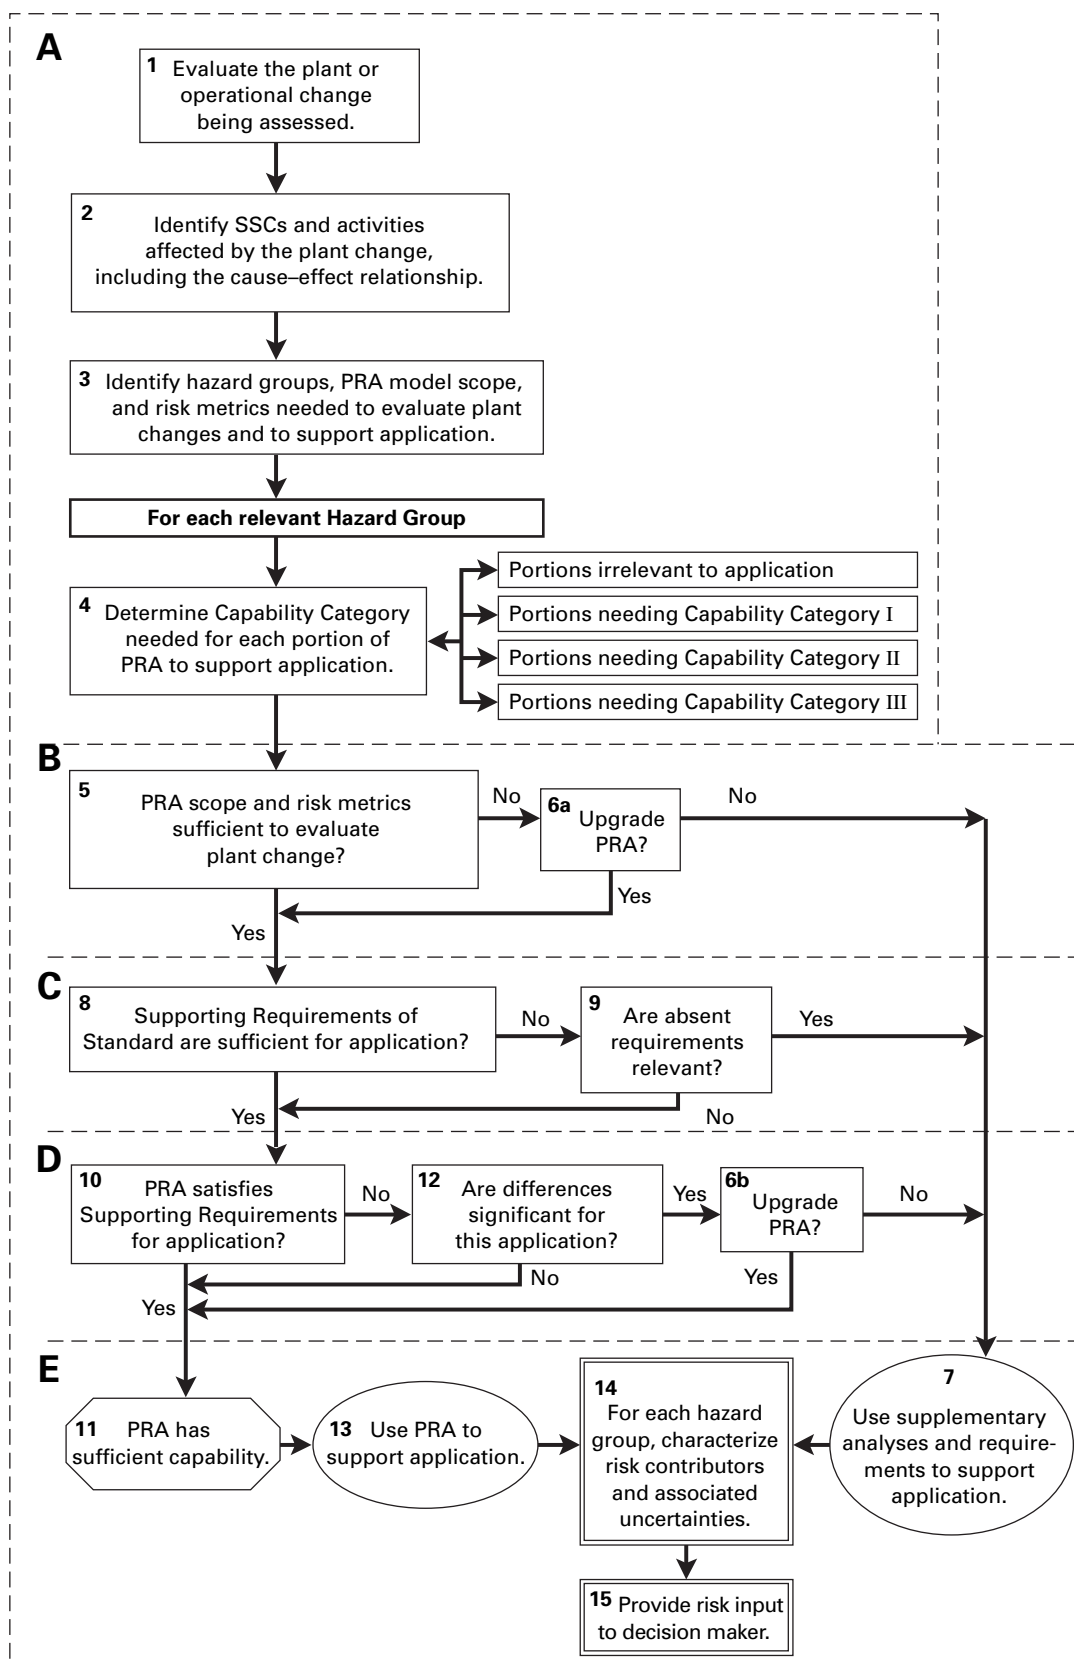 A
1 Evaluate the plant or
operational change
being assessed.
2 Identify SSCs and activities
affected by the plant change,
including the cause–effect relationship.
3 Identify hazard groups, PRA model scope,
and risk metrics needed to evaluate plant
changes and to support application.
For each relevant Hazard Group
4 Determine Capability Category
needed for each portion of
PRA to support application.
Portions irrelevant to application
Portions needing Capability Category I
Portions needing Capability Category II
Portions needing Capability Category III
B
5 PRA scope and risk metrics
sufficient to evaluate
plant change?
No
6a Upgrade
PRA?
No
Yes
Yes
C
8 Supporting Requirements of
Standard are sufficient for application?
No
9 Are absent
requirements
relevant?
Yes
No
Yes
D
10 PRA satisfies
Supporting Requirements
for application?
No
12 Are differences
significant for
this application?
Yes
6b Upgrade
PRA?
No
No
Yes
Yes
E
11 PRA has
sufficient capability.
13 Use PRA to
support application.
14
For each hazard
group, characterize
risk contributors
and associated
uncertainties.
7
Use supplementary
analyses and require-
ments to support
application.
15 Provide risk input
to decision maker.